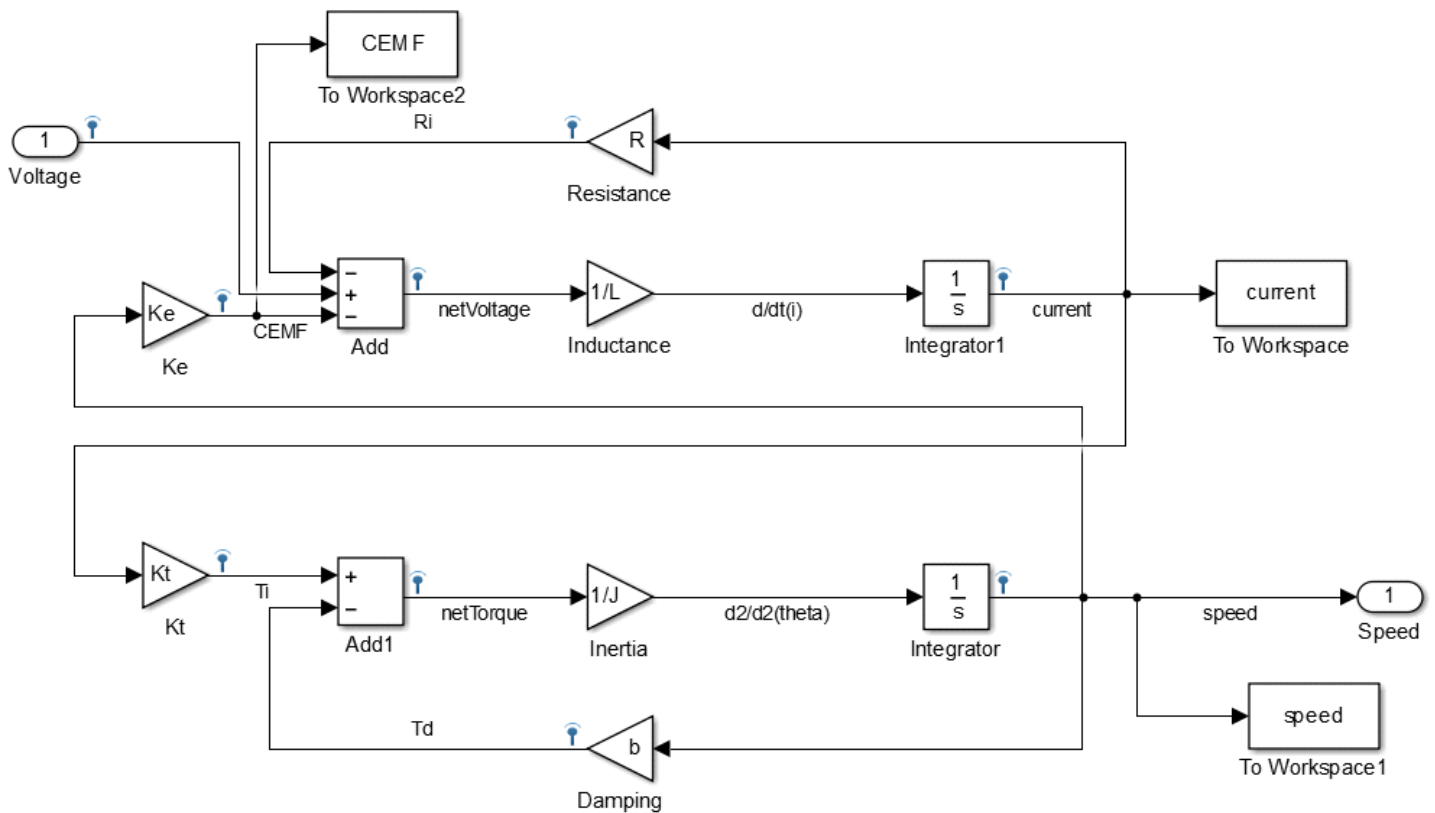 CEMF
To Workspace2
Ri
1
Voltage
R
Resistance
−
+
−
Add
Ke
Ke
CEMF
netVoltage
1/L
Inductance
d/dt(i)
1
s
Integrator1
current
current
To Workspace
Kt
Kt
Ti
+
−
Add1
netTorque
1/J
Inertia
d2/d2(theta)
1
s
Integrator
speed
1
Speed
Td
b
Damping
speed
To Workspace1